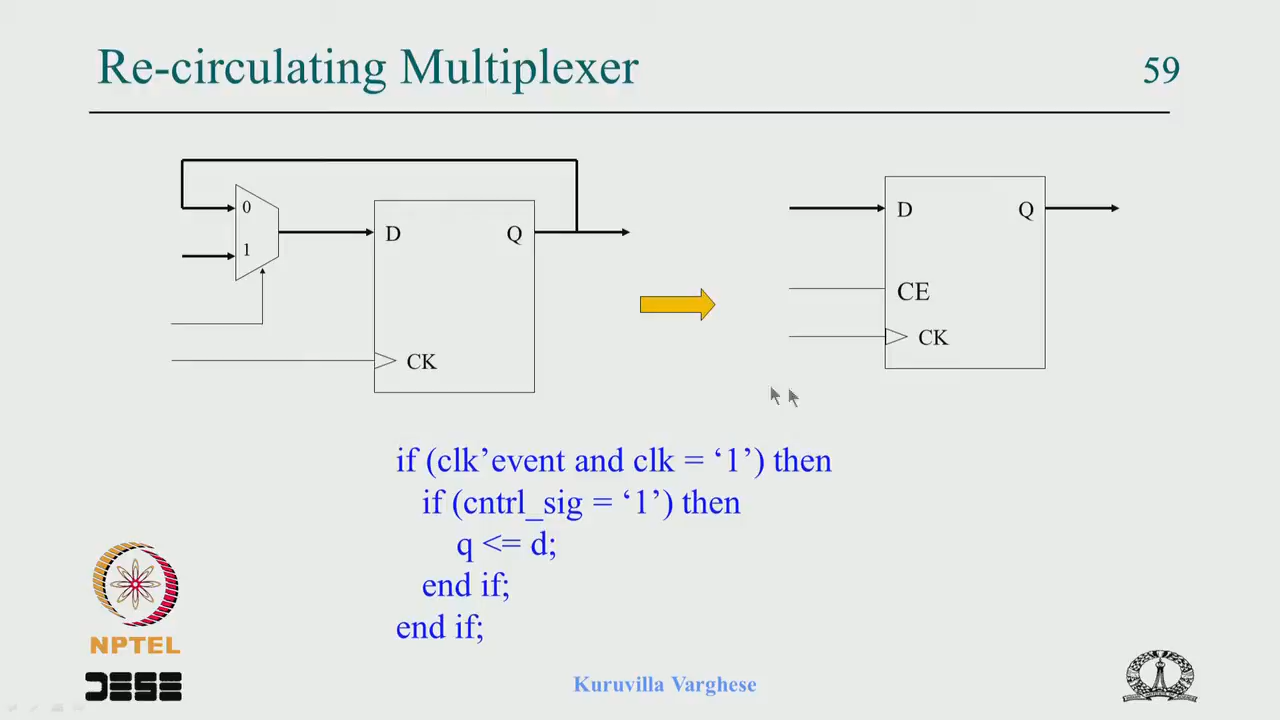 Re-circulating Multiplexer
59
0
1
D
Q
CK
D
Q
CE
CK
if (clk’event and clk = ‘1’) then
if (cntrl_sig = ‘1’) then
q <= d;
end if;
end if;
NPTEL
DESE
Kuruvilla Varghese